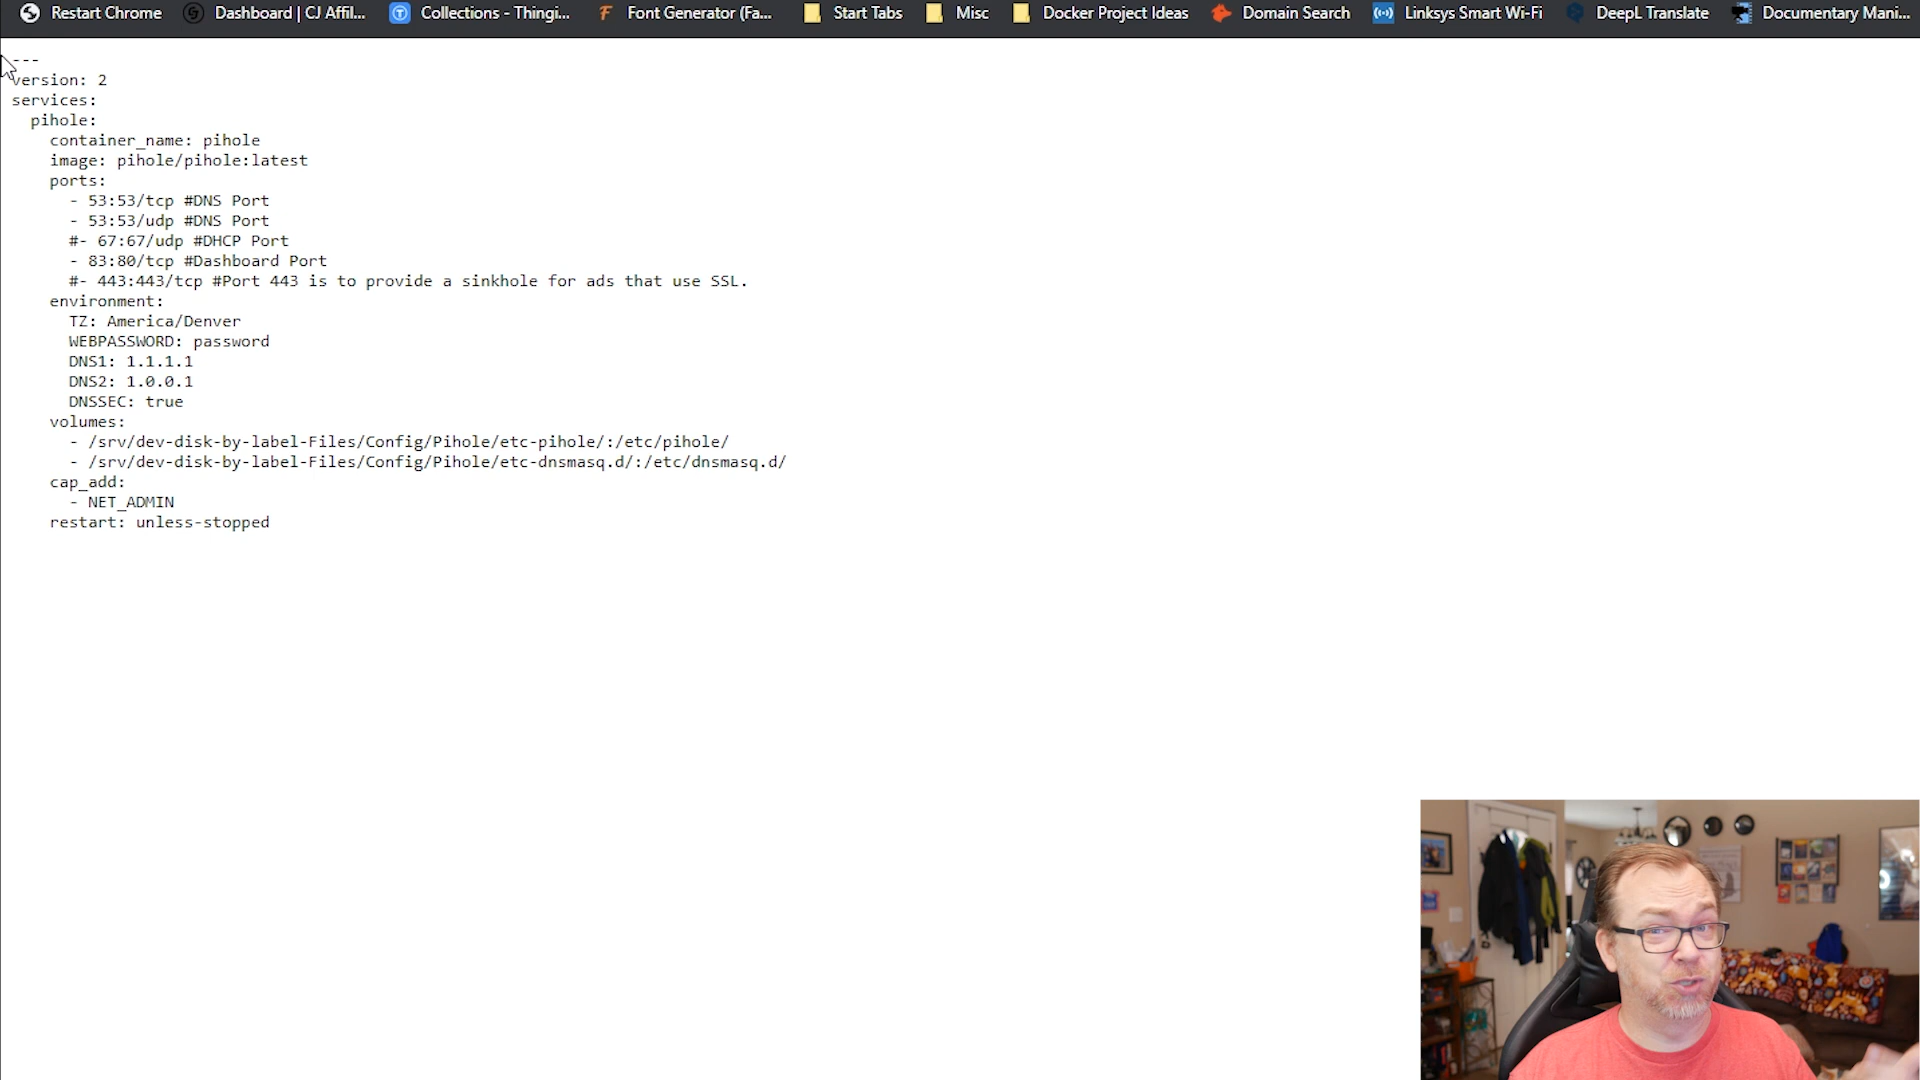 Restart Chrome Dashboard | CJ Affil... Collections - Thingi... Font Generator (Fa... Start Tabs Misc Docker Project Ideas Domain Search Linksys Smart Wi-Fi DeepL Translate Documentary Mani...
---
version: 2
services:
  pihole:
    container_name: pihole
    image: pihole/pihole:latest
    ports:
      - 53:53/tcp #DNS Port
      - 53:53/udp #DNS Port
      #- 67:67/udp #DHCP Port
      - 83:80/tcp #Dashboard Port
      #- 443:443/tcp #Port 443 is to provide a sinkhole for ads that use SSL.
    environment:
      TZ: America/Denver
      WEBPASSWORD: password
      DNS1: 1.1.1.1
      DNS2: 1.0.0.1
      DNSSEC: true
    volumes:
      - /srv/dev-disk-by-label-Files/Config/Pihole/etc-pihole/:/etc/pihole/
      - /srv/dev-disk-by-label-Files/Config/Pihole/etc-dnsmasq.d/:/etc/dnsmasq.d/
    cap_add:
      - NET_ADMIN
    restart: unless-stopped